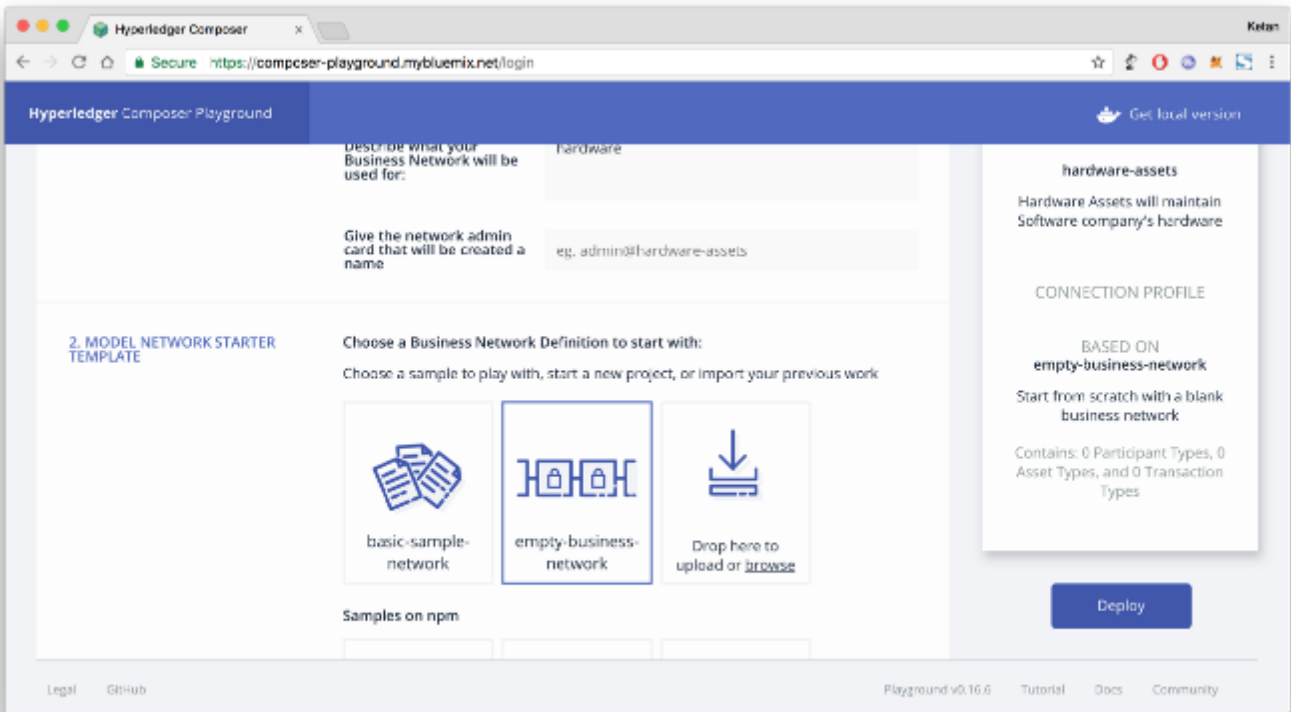 Hyperledger Composer
Ketan
Secure https://composer-playground.mybluemix.net/login
Hyperledger Composer Playground
Get local version
Describe what your
Business Network will be
used for:
hardware
Give the network admin
card that will be created a
name
eg. admin@hardware-assets
2. MODEL NETWORK STARTER
TEMPLATE
Choose a Business Network Definition to start with:
Choose a sample to play with, start a new project, or import your previous work
basic-sample-
network
empty-business-
network
Drop here to
upload or browse
Samples on npm
hardware-assets
Hardware Assets will maintain
Software company's hardware
CONNECTION PROFILE
BASED ON
empty-business-network
Start from scratch with a blank
business network
Contains: 0 Participant Types, 0
Asset Types, and 0 Transaction
Types
Deploy
Legal GitHub
Playground v0.16.6 Tutorial Docs Community